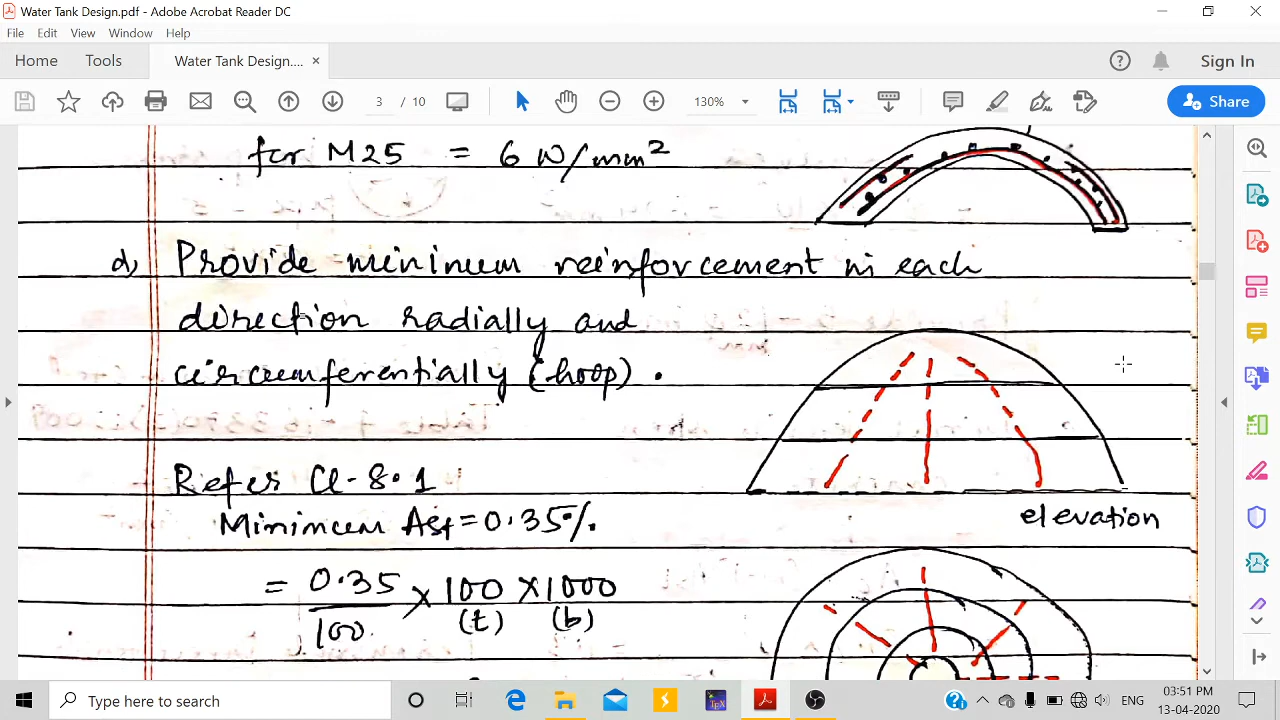 Water Tank Design.pdf - Adobe Acrobat Reader DC
File Edit View Window Help
Home Tools Water Tank Design.... × Sign In
3 / 10 130% Share
for M25 = 6 N/mm²
d) Provide minimum reinforcement in each
direction radially and
circumferentially (hoop).
Refer Cl-8.1
Minimum Ast = 0.35%.
elevation
= 0.35/100 × 100 × 1000
(t) (b)
Type here to search
ENG
03:51 PM
13-04-2020